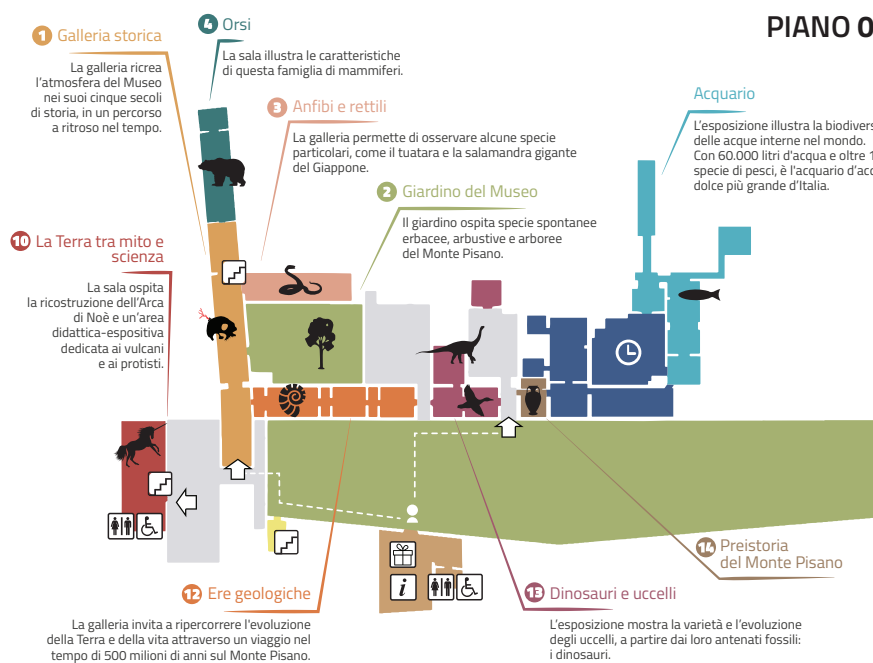 PIANO 0
1 Galleria storica
La galleria ricrea
l'atmosfera del Museo
nei suoi cinque secoli
di storia, in un percorso
a ritroso nel tempo.
4 Orsi
La sala illustra le caratteristiche
di questa famiglia di mammiferi.
3 Anfibi e rettili
La galleria permette di osservare alcune specie
particolari, come il tuatara e la salamandra gigante
del Giappone.
2 Giardino del Museo
Il giardino ospita specie spontanee
erbacee, arbustive e arboree
del Monte Pisano.
Acquario
L'esposizione illustra la biodivers
delle acque interne nel mondo.
Con 60.000 litri d'acqua e oltre 1
specie di pesci, è l'acquario d'acq
dolce più grande d'Italia.
10 La Terra tra mito e
scienza
La sala ospita
la ricostruzione dell'Arca
di Noè e un'area
didattica-espositiva
dedicata ai vulcani
e ai protisti.
i
12 Ere geologiche
La galleria invita a ripercorrere l'evoluzione
della Terra e della vita attraverso un viaggio nel
tempo di 500 milioni di anni sul Monte Pisano.
13 Dinosauri e uccelli
L'esposizione mostra la varietà e l'evoluzione
degli uccelli, a partire dai loro antenati fossili:
i dinosauri.
14 Preistoria
del Monte Pisano